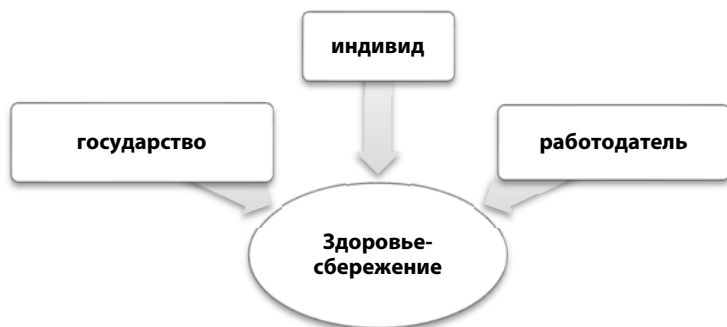 индивид
государство
работодатель
Здоровье-
сбережение